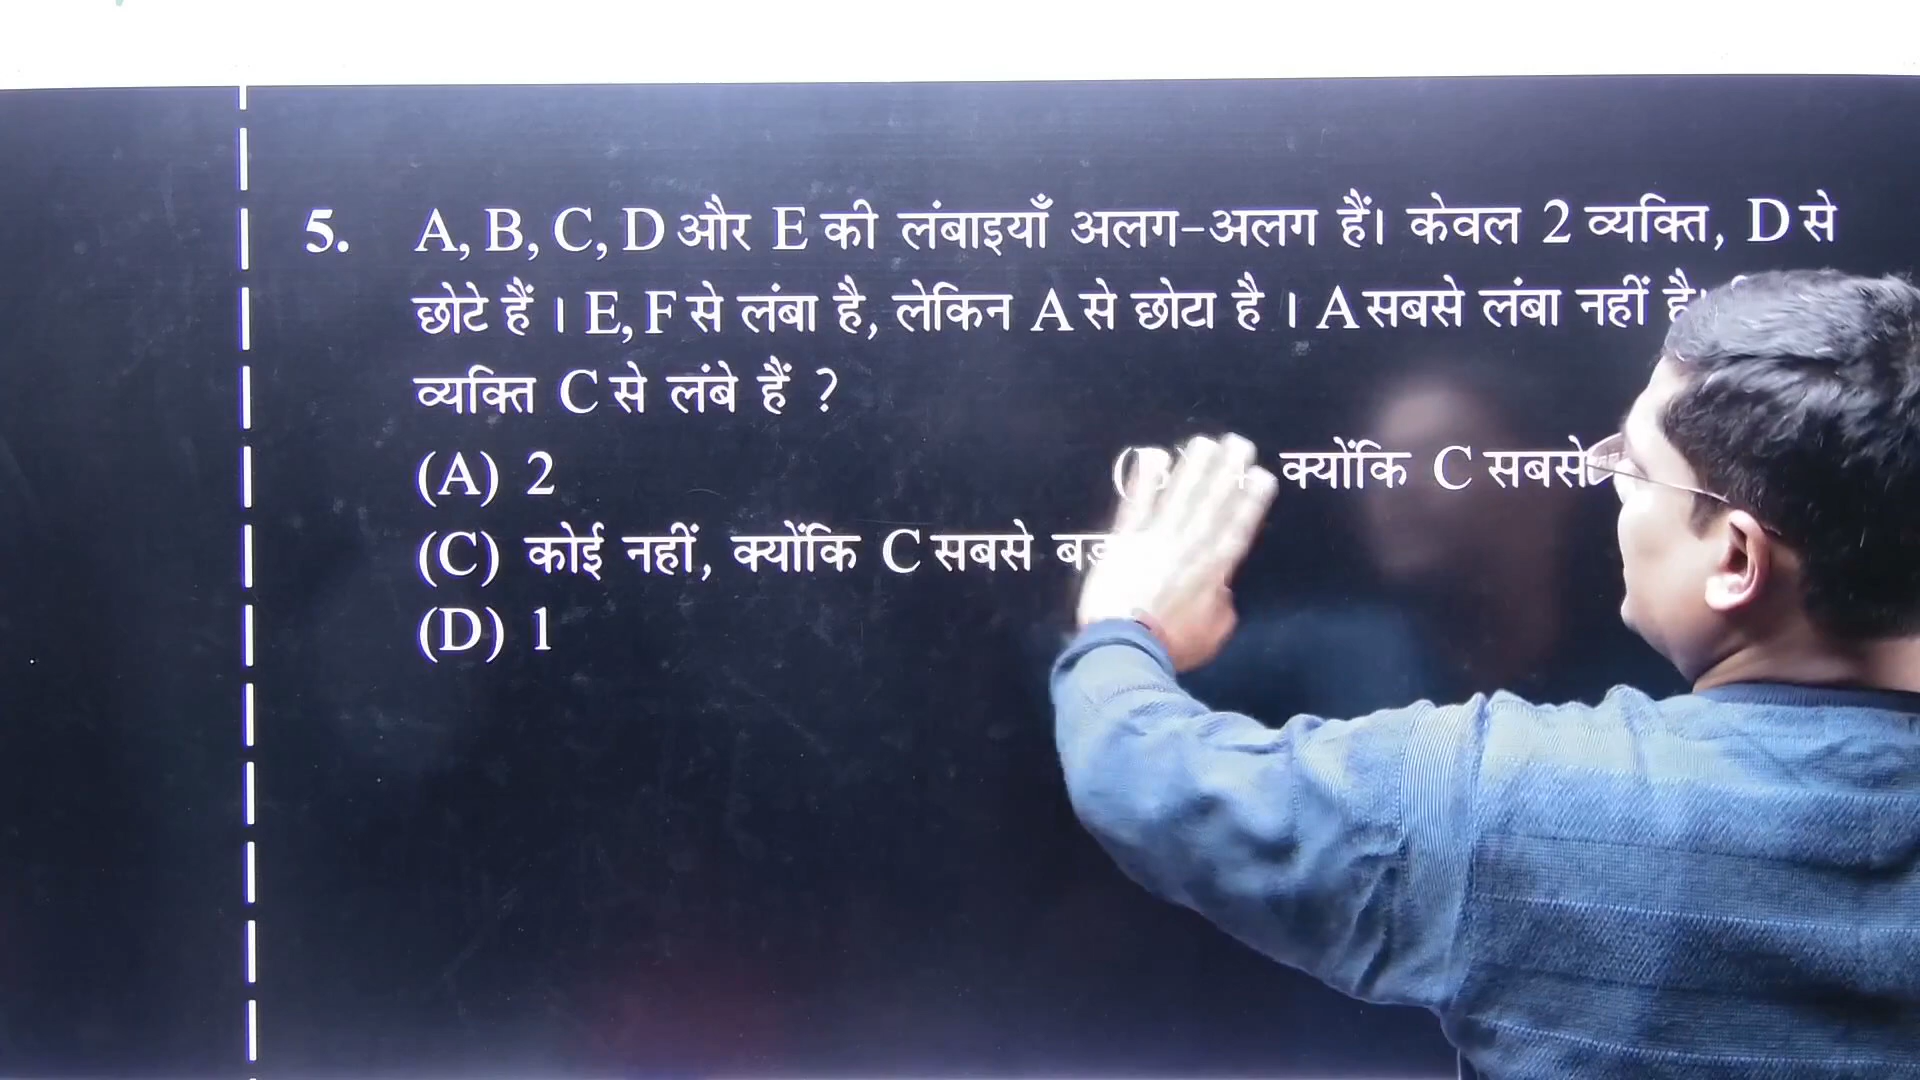 5. A, B, C, D और E की लंबाइयाँ अलग-अलग हैं। केवल 2 व्यक्ति, D से
छोटे हैं । E, F से लंबा है, लेकिन A से छोटा है । A सबसे लंबा नहीं है।
व्यक्ति C से लंबे हैं ?
(A) 2
(B) क्योंकि C सबसे
(C) कोई नहीं, क्योंकि C सबसे
(D) 1